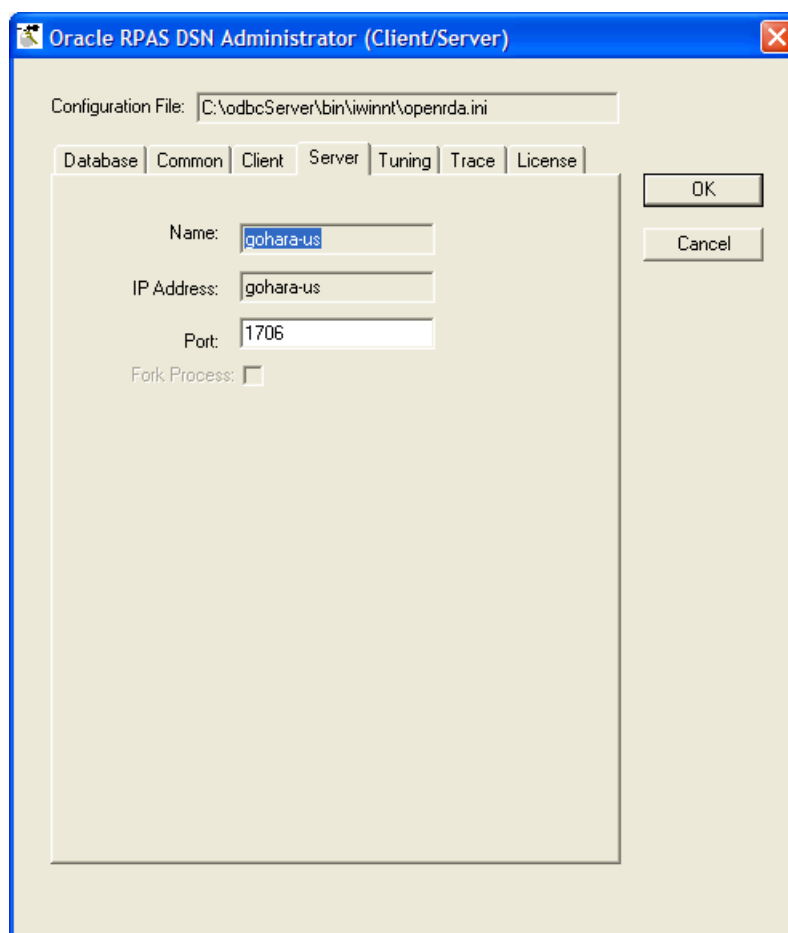 Oracle RPAS DSN Administrator (Client/Server)
Configuration File: C:\odbcServer\bin\iwinnt\openrda.ini
Database Common Client Server Tuning Trace License
OK
Cancel
Name: gohara-us
IP Address: gohara-us
Port: 1706
Fork Process: